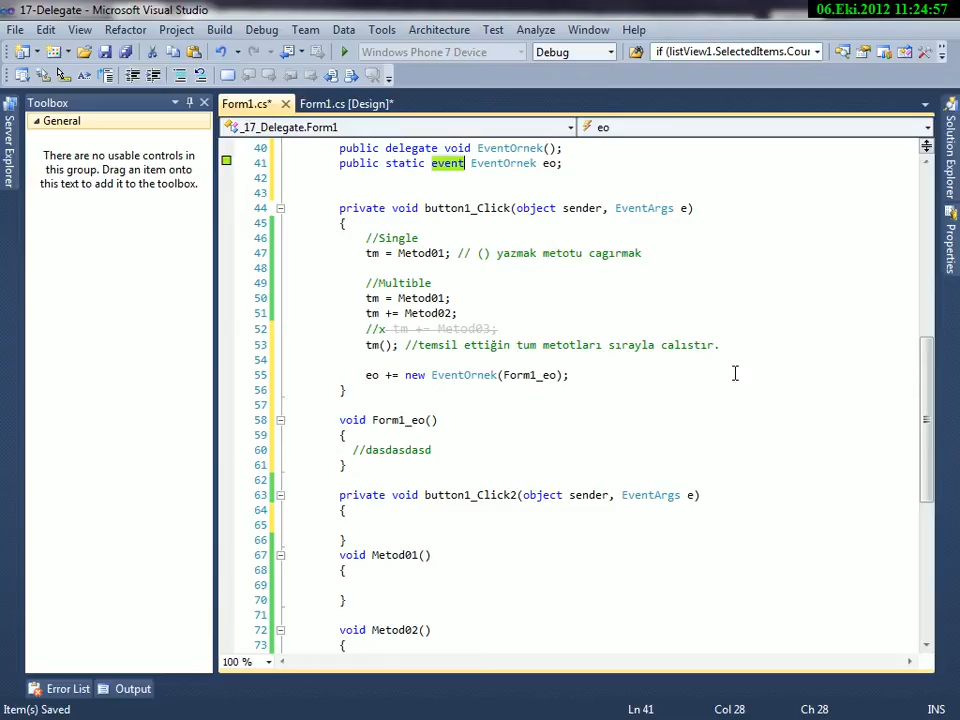 17-Delegate - Microsoft Visual Studio
06.Eki.2012 11:24:57
File Edit View Refactor Project Build Debug Team Data Tools Architecture Test Analyze Window Help
Windows Phone 7 Device Debug if (listView1.SelectedItems.Cour
Toolbox
Form1.cs* Form1.cs [Design]*
General
_17_Delegate.Form1 eo
There are no usable controls in
this group. Drag an item onto
this text to add it to the toolbox.
Server Explorer
Solution Explorer
Properties
40 public delegate void EventOrnek();
41 public static event EventOrnek eo;
42
43
44 private void button1_Click(object sender, EventArgs e)
45 {
46 //Single
47 tm = Metod01; // () yazmak metotu cagırmak
48
49 //Multible
50 tm = Metod01;
51 tm += Metod02;
52 //x tm += Metod03;
53 tm(); //temsil ettiğin tum metotları sırayla calıstır.
54
55 eo += new EventOrnek(Form1_eo);
56 }
57
58 void Form1_eo()
59 {
60 //dasdasdasd
61 }
62
63 private void button1_Click2(object sender, EventArgs e)
64 {
65
66 }
67 void Metod01()
68 {
69
70 }
71
72 void Metod02()
73 {
100 %
Error List Output
Item(s) Saved Ln 41 Col 28 Ch 28 INS